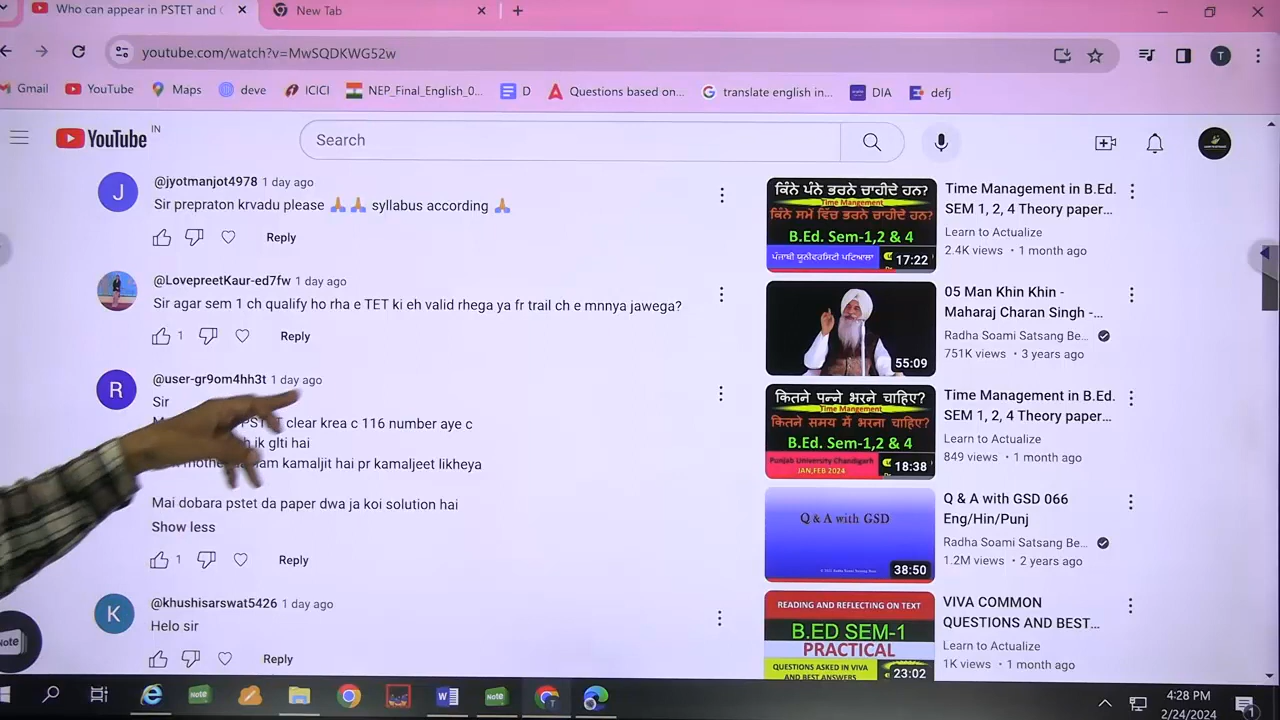 Who can appear in PSTET and
New Tab
youtube.com/watch?v=MwSQDKWG52w
T
Gmail
YouTube
Maps
deve
ICICI
NEP_Final_English_0...
D
Questions based on...
translate english in...
DIA
defj
YouTube IN
Search
J
@jyotmanjot4978 1 day ago
Sir prepraton krvadu please 🙏 🙏 syllabus according 🙏
Reply
@LovepreetKaur-ed7fw 1 day ago
Sir agar sem 1 ch qualify ho rha e TET ki eh valid rhega ya fr trail ch e mnnya jawega?
1
Reply
R
@user-gr9om4hh3t 1 day ago
Sir
clear krea c 116 number aye c
ik glti hai
kamaljit hai pr kamaljeet likheya
Mai dobara pstet da paper dwa ja koi solution hai
Show less
1
Reply
K
@khushisarswat5426 1 day ago
Helo sir
Reply
ਕਿੰਨੇ ਪੰਨੇ ਭਰਨੇ ਚਾਹੀਦੇ ਹਨ?
Time Mangement
ਕਿੰਨੇ ਸਮੇਂ ਵਿੱਚ ਭਰਨੇ ਚਾਹੀਦੇ ਹਨ?
B.Ed. Sem-1,2 & 4
ਪੰਜਾਬੀ ਯੂਨੀਵਰਸਿਟੀ ਪਟਿਆਲਾ
17:22
Time Management in B.Ed.
SEM 1, 2, 4 Theory paper...
Learn to Actualize
2.4K views • 1 month ago
55:09
05 Man Khin Khin -
Maharaj Charan Singh -...
Radha Soami Satsang Be...
751K views • 3 years ago
कितने पन्ने भरने चाहिए?
Time Mangement
कितने समय में भरना चाहिए?
B.Ed. Sem-1,2 & 4
Punjab University Chandigarh
JAN,FEB 2024
18:38
Time Management in B.Ed.
SEM 1, 2, 4 Theory paper...
Learn to Actualize
849 views • 1 month ago
Q & A with GSD
38:50
Q & A with GSD 066
Eng/Hin/Punj
Radha Soami Satsang Be...
1.2M views • 2 years ago
READING AND REFLECTING ON TEXT
B.ED SEM-1
PRACTICAL
QUESTIONS ASKED IN VIVA
AND BEST ANSWERS
23:02
VIVA COMMON
QUESTIONS AND BEST...
Learn to Actualize
1K views • 1 month ago
Note
Note
Note
4:28 PM
2/24/2024
1